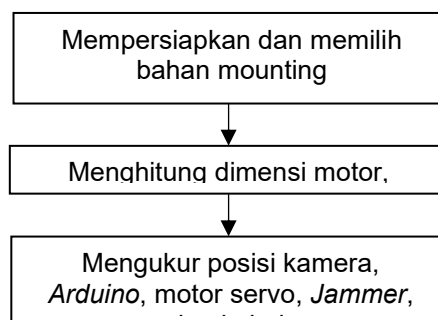 Mempersiapkan dan memilih
bahan mounting
Menghitung dimensi motor,
Mengukur posisi kamera,
Arduino, motor servo, Jammer,